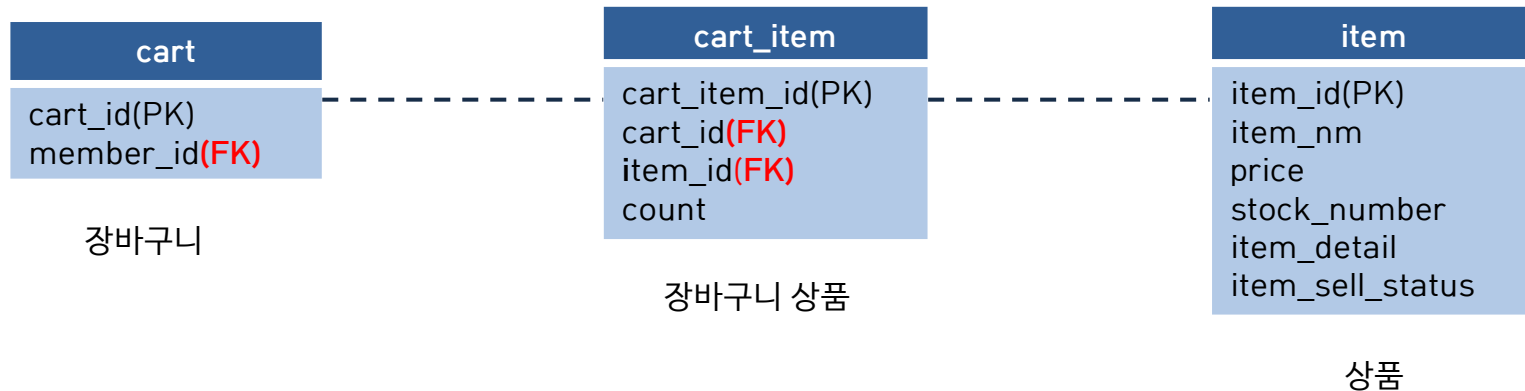 cart
cart_id(PK)
member_id(FK)
장바구니
cart_item
cart_item_id(PK)
cart_id(FK)
item_id(FK)
count
장바구니 상품
item
item_id(PK)
item_nm
price
stock_number
item_detail
item_sell_status
상품